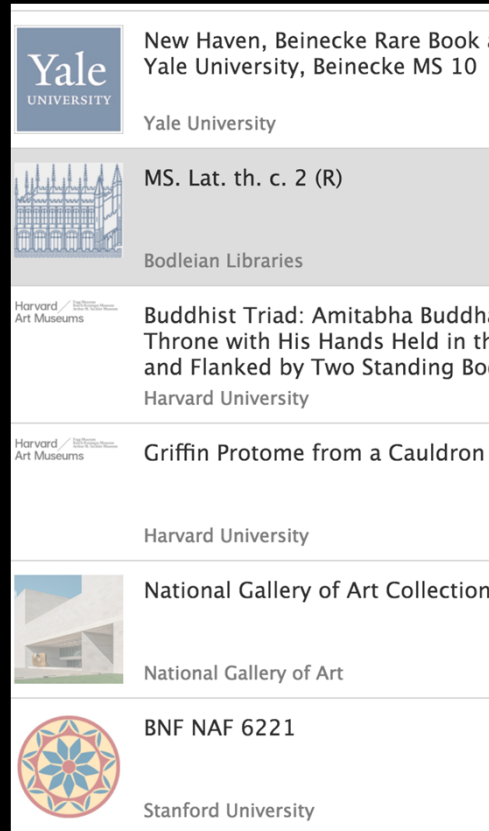 Yale
UNIVERSITY
New Haven, Beinecke Rare Book
Yale University, Beinecke MS 10
Yale University
MS. Lat. th. c. 2 (R)
Bodleian Libraries
Harvard
Art Museums
Buddhist Triad: Amitabha Buddha
Throne with His Hands Held in th
and Flanked by Two Standing Bo
Harvard University
Harvard
Art Museums
Griffin Protome from a Cauldron
Harvard University
National Gallery of Art Collection
National Gallery of Art
BNF NAF 6221
Stanford University